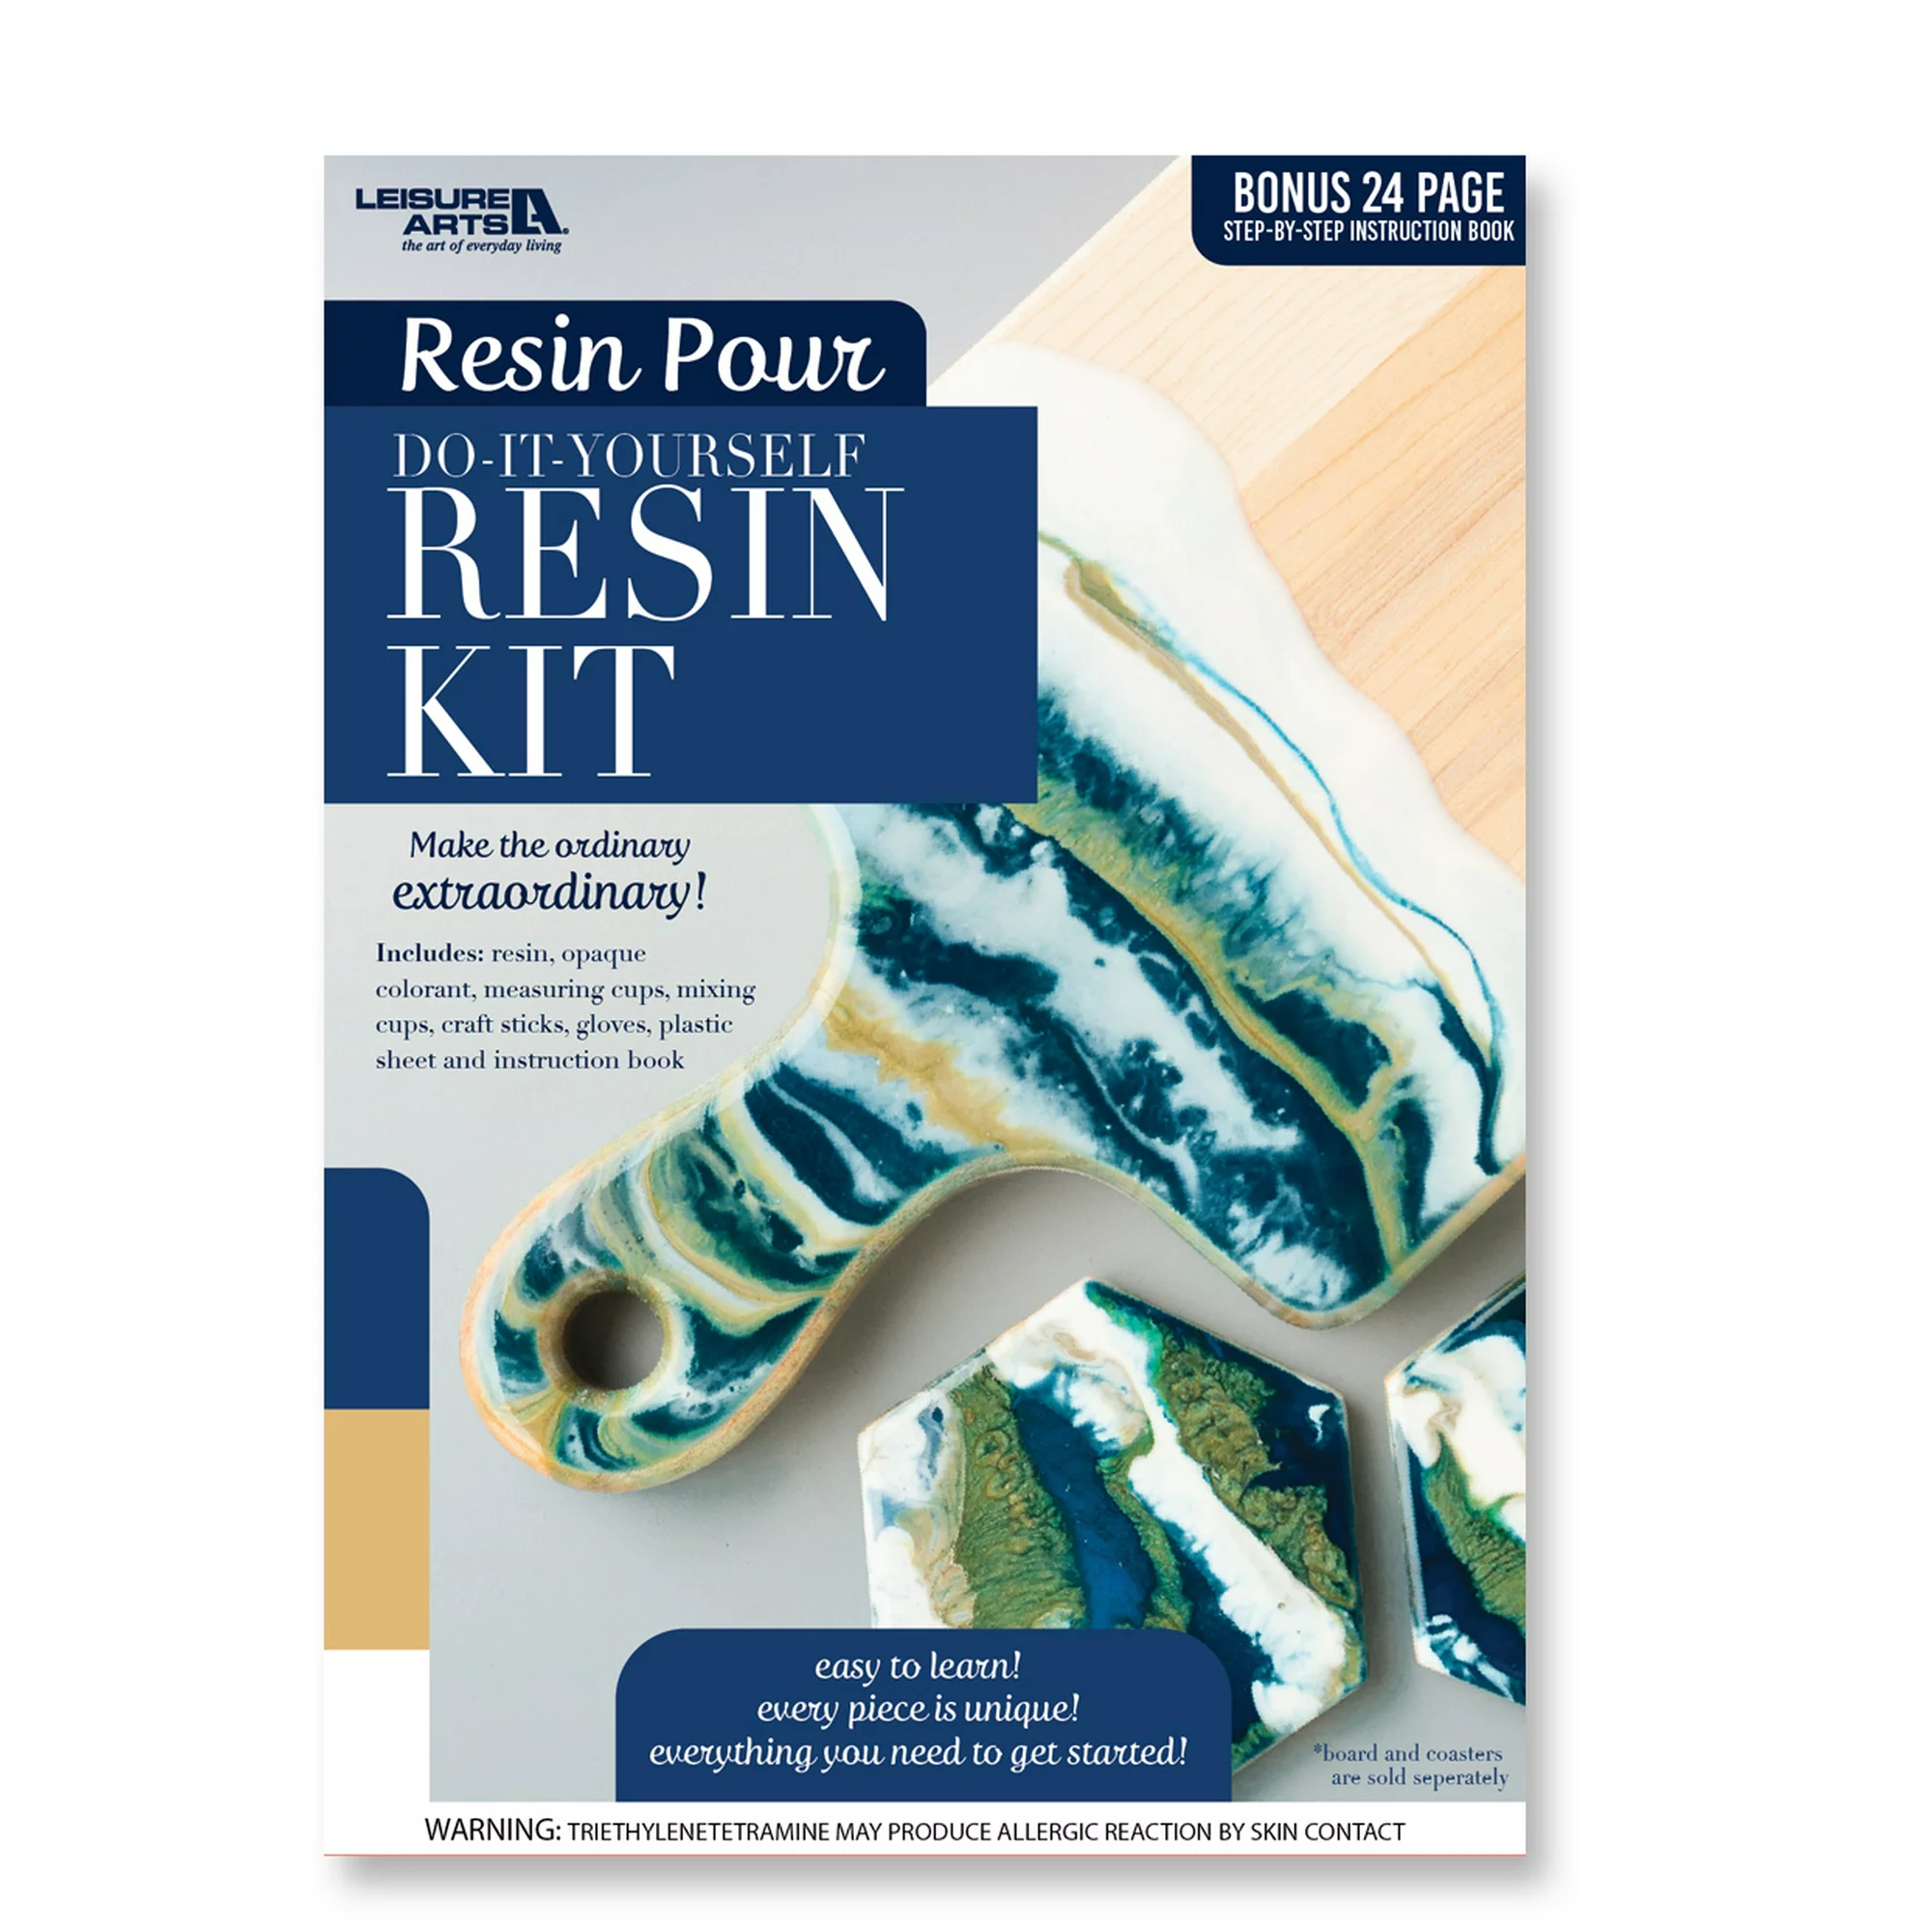 LEISURE
ARTS
the art of everyday living
BONUS 24 PAGE
STEP-BY-STEP INSTRUCTION BOOK
Resin Pour
DO-IT-YOURSELF
RESIN
KIT
Make the ordinary
extraordinary!
Includes: resin, opaque
colorant, measuring cups, mixing
cups, craft sticks, gloves, plastic
sheet and instruction book
easy to learn!
every piece is unique!
everything you need to get started!
*board and coasters
are sold seperately
WARNING: TRIETHYLENETETRAMINE MAY PRODUCE ALLERGIC REACTION BY SKIN CONTACT